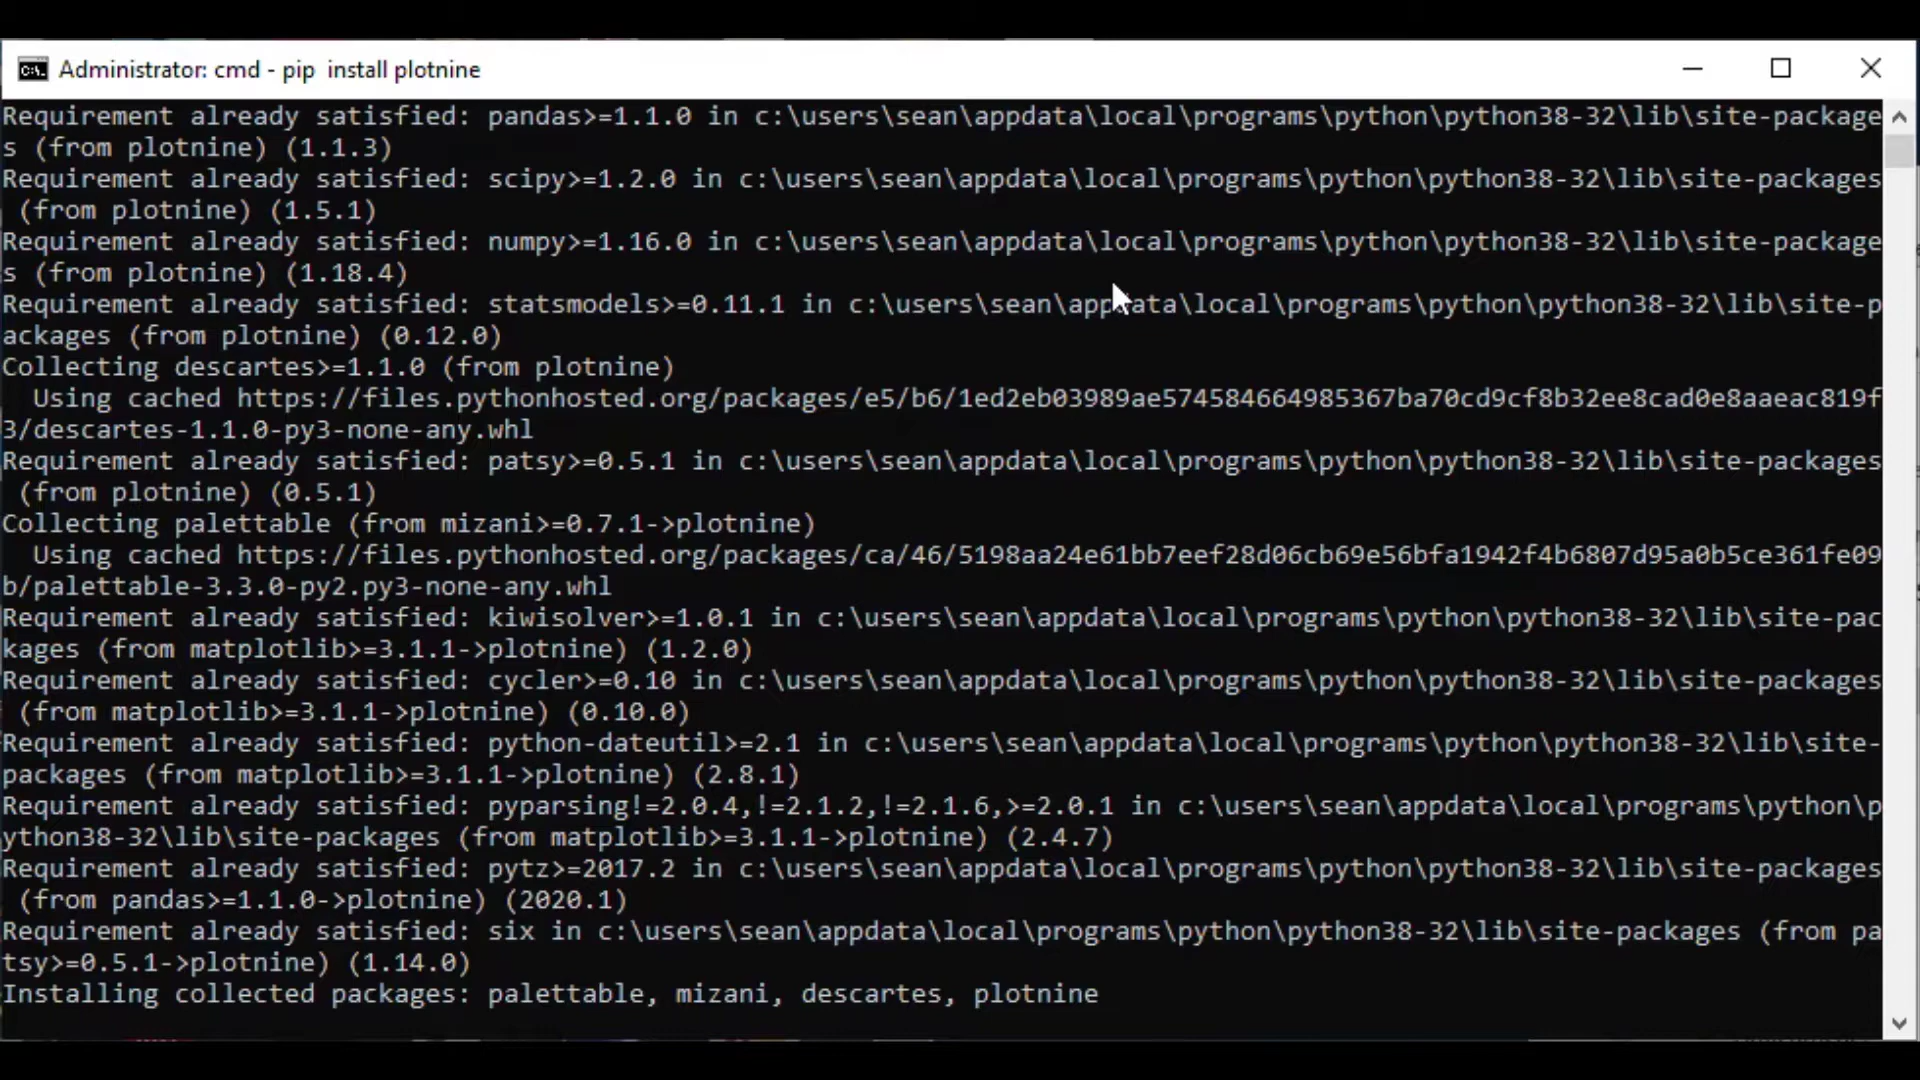 Administrator: cmd - pip  install plotnine
Requirement already satisfied: pandas>=1.1.0 in c:\users\sean\appdata\local\programs\python\python38-32\lib\site-package
s (from plotnine) (1.1.3)
Requirement already satisfied: scipy>=1.2.0 in c:\users\sean\appdata\local\programs\python\python38-32\lib\site-packages
 (from plotnine) (1.5.1)
Requirement already satisfied: numpy>=1.16.0 in c:\users\sean\appdata\local\programs\python\python38-32\lib\site-package
s (from plotnine) (1.18.4)
Requirement already satisfied: statsmodels>=0.11.1 in c:\users\sean\appdata\local\programs\python\python38-32\lib\site-p
ackages (from plotnine) (0.12.0)
Collecting descartes>=1.1.0 (from plotnine)
  Using cached https://files.pythonhosted.org/packages/e5/b6/1ed2eb03989ae574584664985367ba70cd9cf8b32ee8cad0e8aaeac819f
3/descartes-1.1.0-py3-none-any.whl
Requirement already satisfied: patsy>=0.5.1 in c:\users\sean\appdata\local\programs\python\python38-32\lib\site-packages
 (from plotnine) (0.5.1)
Collecting palettable (from mizani>=0.7.1->plotnine)
  Using cached https://files.pythonhosted.org/packages/ca/46/5198aa24e61bb7eef28d06cb69e56bfa1942f4b6807d95a0b5ce361fe09
b/palettable-3.3.0-py2.py3-none-any.whl
Requirement already satisfied: kiwisolver>=1.0.1 in c:\users\sean\appdata\local\programs\python\python38-32\lib\site-pac
kages (from matplotlib>=3.1.1->plotnine) (1.2.0)
Requirement already satisfied: cycler>=0.10 in c:\users\sean\appdata\local\programs\python\python38-32\lib\site-packages
 (from matplotlib>=3.1.1->plotnine) (0.10.0)
Requirement already satisfied: python-dateutil>=2.1 in c:\users\sean\appdata\local\programs\python\python38-32\lib\site-
packages (from matplotlib>=3.1.1->plotnine) (2.8.1)
Requirement already satisfied: pyparsing!=2.0.4,!=2.1.2,!=2.1.6,>=2.0.1 in c:\users\sean\appdata\local\programs\python\p
ython38-32\lib\site-packages (from matplotlib>=3.1.1->plotnine) (2.4.7)
Requirement already satisfied: pytz>=2017.2 in c:\users\sean\appdata\local\programs\python\python38-32\lib\site-packages
 (from pandas>=1.1.0->plotnine) (2020.1)
Requirement already satisfied: six in c:\users\sean\appdata\local\programs\python\python38-32\lib\site-packages (from pa
tsy>=0.5.1->plotnine) (1.14.0)
Installing collected packages: palettable, mizani, descartes, plotnine